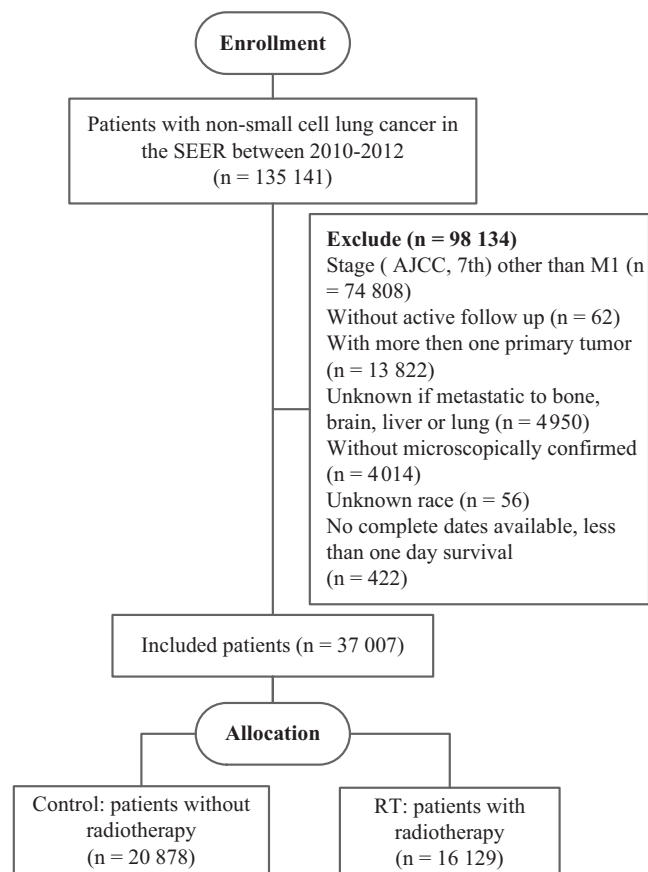 Enrollment
Patients with non-small cell lung cancer in
the SEER between 2010-2012
(n = 135 141)
Exclude (n = 98 134)
Stage ( AJCC, 7th) other than M1 (n
= 74 808)
Without active follow up (n = 62)
With more then one primary tumor
(n = 13 822)
Unknown if metastatic to bone,
brain, liver or lung (n = 4950)
Without microscopically confirmed
(n = 4014)
Unknown race (n = 56)
No complete dates available, less
than one day survival
(n = 422)
Included patients (n = 37 007)
Allocation
Control: patients without
radiotherapy
(n = 20 878)
RT: patients with
radiotherapy
(n = 16 129)